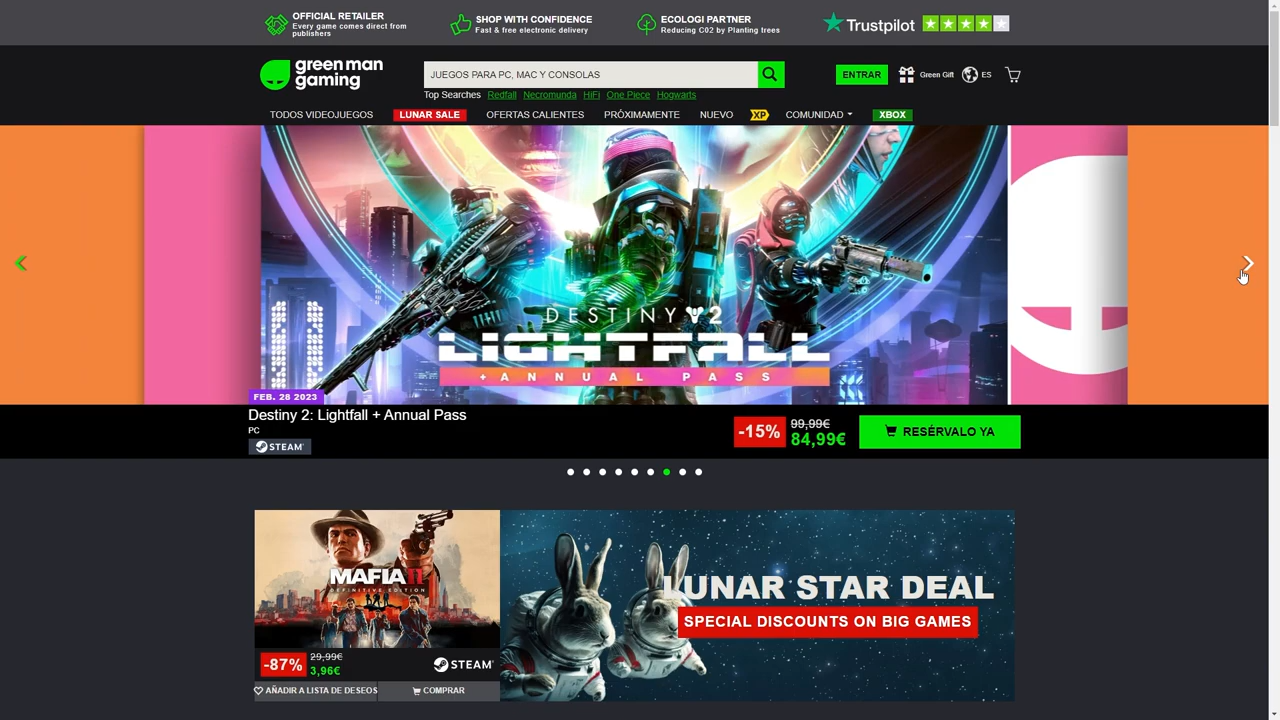 OFFICIAL RETAILER
Every game comes direct from
publishers
SHOP WITH CONFIDENCE
Fast & free electronic delivery
ECOLOGI PARTNER
Reducing C02 by Planting trees
Trustpilot
green man
gaming
JUEGOS PARA PC, MAC Y CONSOLAS
ENTRAR
Green Gift
ES
Top Searches Redfall Necromunda HiFi One Piece Hogwarts
TODOS VIDEOJUEGOS LUNAR SALE OFERTAS CALIENTES PRÓXIMAMENTE NUEVO XP COMUNIDAD XBOX
DESTINY 2
LIGHTFALL
+ ANNUAL PASS
FEB. 28 2023
Destiny 2: Lightfall + Annual Pass
PC
STEAM
-15%
99,99€
84,99€
RESÉRVALO YA
MAFIA II
DEFINITIVE EDITION
-87%
29,99€
3,96€
STEAM
AÑADIR A LISTA DE DESEOS
COMPRAR
LUNAR STAR DEAL
SPECIAL DISCOUNTS ON BIG GAMES